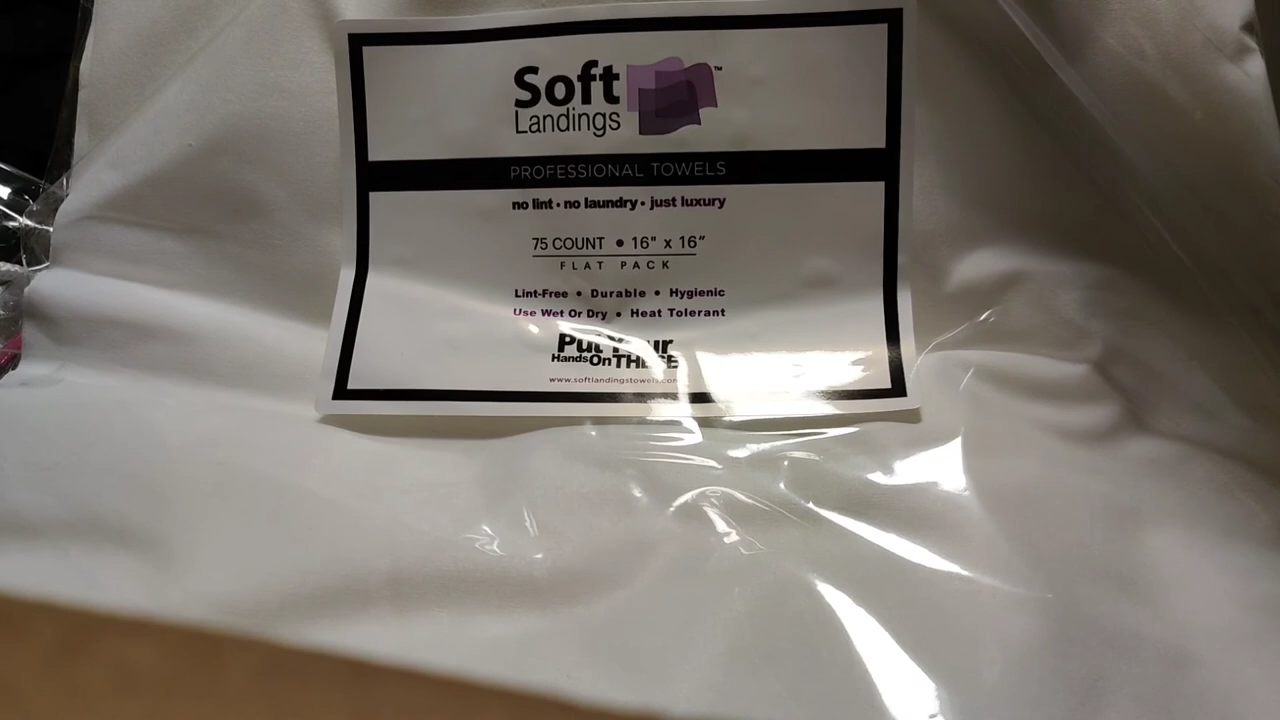 Soft
Landings ™
PROFESSIONAL TOWELS
no lint • no laundry • just luxury
75 COUNT • 16" x 16"
FLAT PACK
Lint-Free • Durable • Hygienic
Use Wet Or Dry • Heat Tolerant
Put Your
Hands On THESE
www.softlandingstowels.com